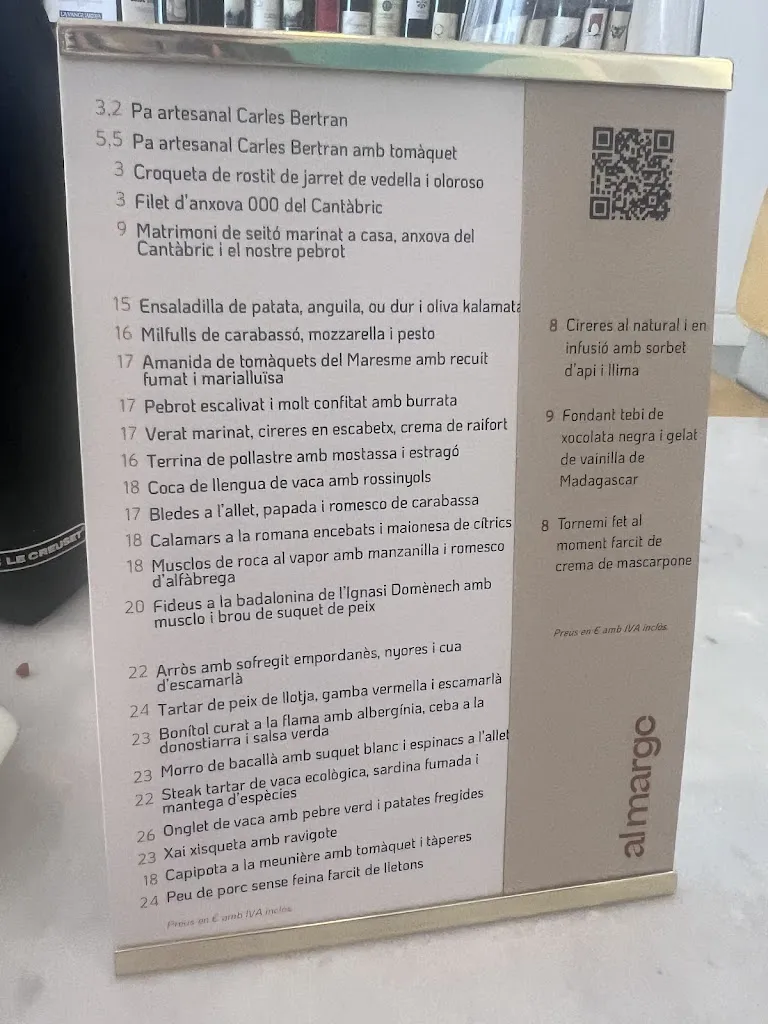 3,2 Pa artesanal Carles Bertran
5,5 Pa artesanal Carles Bertran amb tomàquet
3 Croqueta de rostit de jarret de vedella i oloroso
3 Filet d'anxova 000 del Cantàbric
9 Matrimoni de seitó marinat a casa, anxova del
Cantàbric i el nostre pebrot
15 Ensaladilla de patata, anguila, ou dur i oliva kalamata
16 Milfulls de carabassó, mozzarella i pesto
17 Amanida de tomàquets del Maresme amb recuit
fumat i marialluïsa
17 Pebrot escalivat i molt confitat amb burrata
17 Verat marinat, cireres en escabetx, crema de raifort
16 Terrina de pollastre amb mostassa i estragó
18 Coca de llengua de vaca amb rossinyols
17 Bledes a l'allet, papada i romesco de carabassa
18 Calamars a la romana encebats i maionesa de cítrics
18 Musclos de roca al vapor amb manzanilla i romesco
d'alfàbrega
20 Fideus a la badalonina de l'Ignasi Domènech amb
musclo i brou de suquet de peix
22 Arròs amb sofregit empordanès, nyores i cua
d'escamarlà
24 Tartar de peix de llotja, gamba vermella i escamarlà
23 Bonítol curat a la flama amb albergínia, ceba a la
donostiarra i salsa verda
23 Morro de bacallà amb suquet blanc i espinacs a l'allet
22 Steak tartar de vaca ecològica, sardina fumada i
mantega d'espècies
26 Onglet de vaca amb pebre verd i patates fregides
23 Xai xisqueta amb ravigote
18 Capipota a la meunière amb tomàquet i tàperes
24 Peu de porc sense feina farcit de lletons
Preus en € amb IVA inclòs.
8 Cireres al natural i en
infusió amb sorbet
d'api i llima
9 Fondant tebi de
xocolata negra i gelat
de vainilla de
Madagascar
8 Tornemi fet al
moment farcit de
crema de mascarpone
Preus en € amb IVA inclòs.
almargo
LE CREUSET